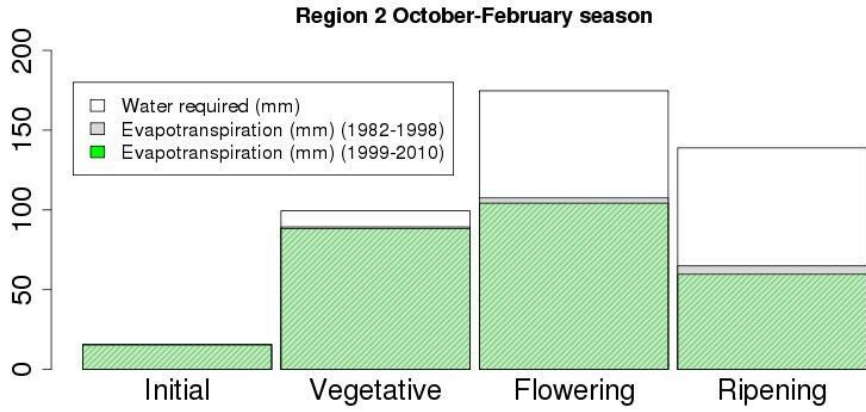 Region 2 October-February season
200
150
100
50
0
Water required (mm)
Evapotranspiration (mm) (1982-1998)
Evapotranspiration (mm) (1999-2010)
Initial Vegetative Flowering Ripening